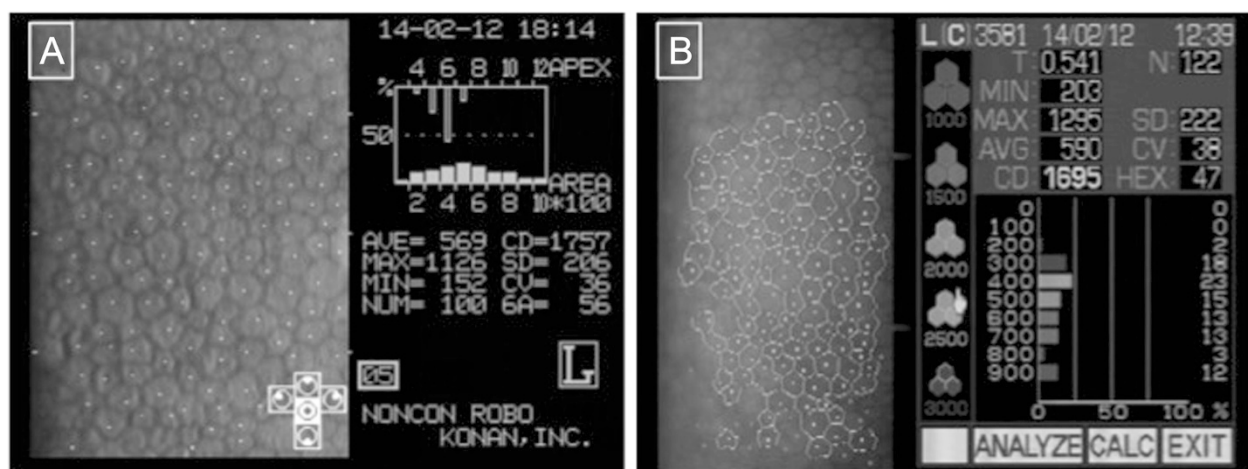 A
14-02-12 18:14
4 6 8 10 12 APEX
%
50
AREA
2 4 6 8 10*100
AVE= 569 CD=1757
MAX=1126 SD= 206
MIN= 152 CV= 36
NUM= 100 6A= 56
05
L
NONCON ROBO
KONAN,INC.
B
L(C) 3581 14/02/12 12:39
T: 0.541 N: 122
MIN: 203
MAX: 1295 SD: 222
AVG: 590 CV: 38
CD: 1695 HEX: 47
1000
1500
2000
2500
3000
0 0
100 0
200 2
300 18
400 23
500 15
600 13
700 13
800 3
900 12
0 50 100 %
ANALYZE CALC EXIT